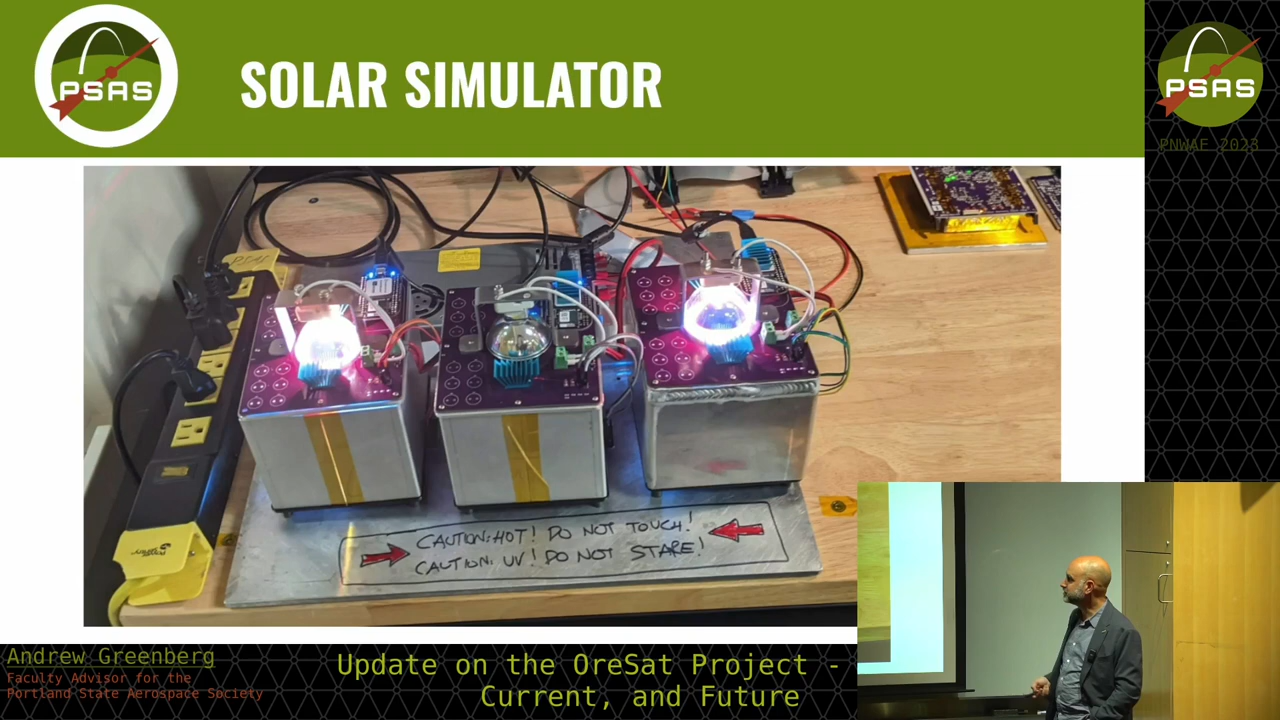 PSAS
SOLAR SIMULATOR
PSAS
PNWAE 2023
CAUTION: HOT! DO NOT TOUCH!
CAUTION: UV! DO NOT STARE!
Andrew Greenberg
Faculty Advisor for the
Portland State Aerospace Society
Update on the OreSat Project -
Current, and Future